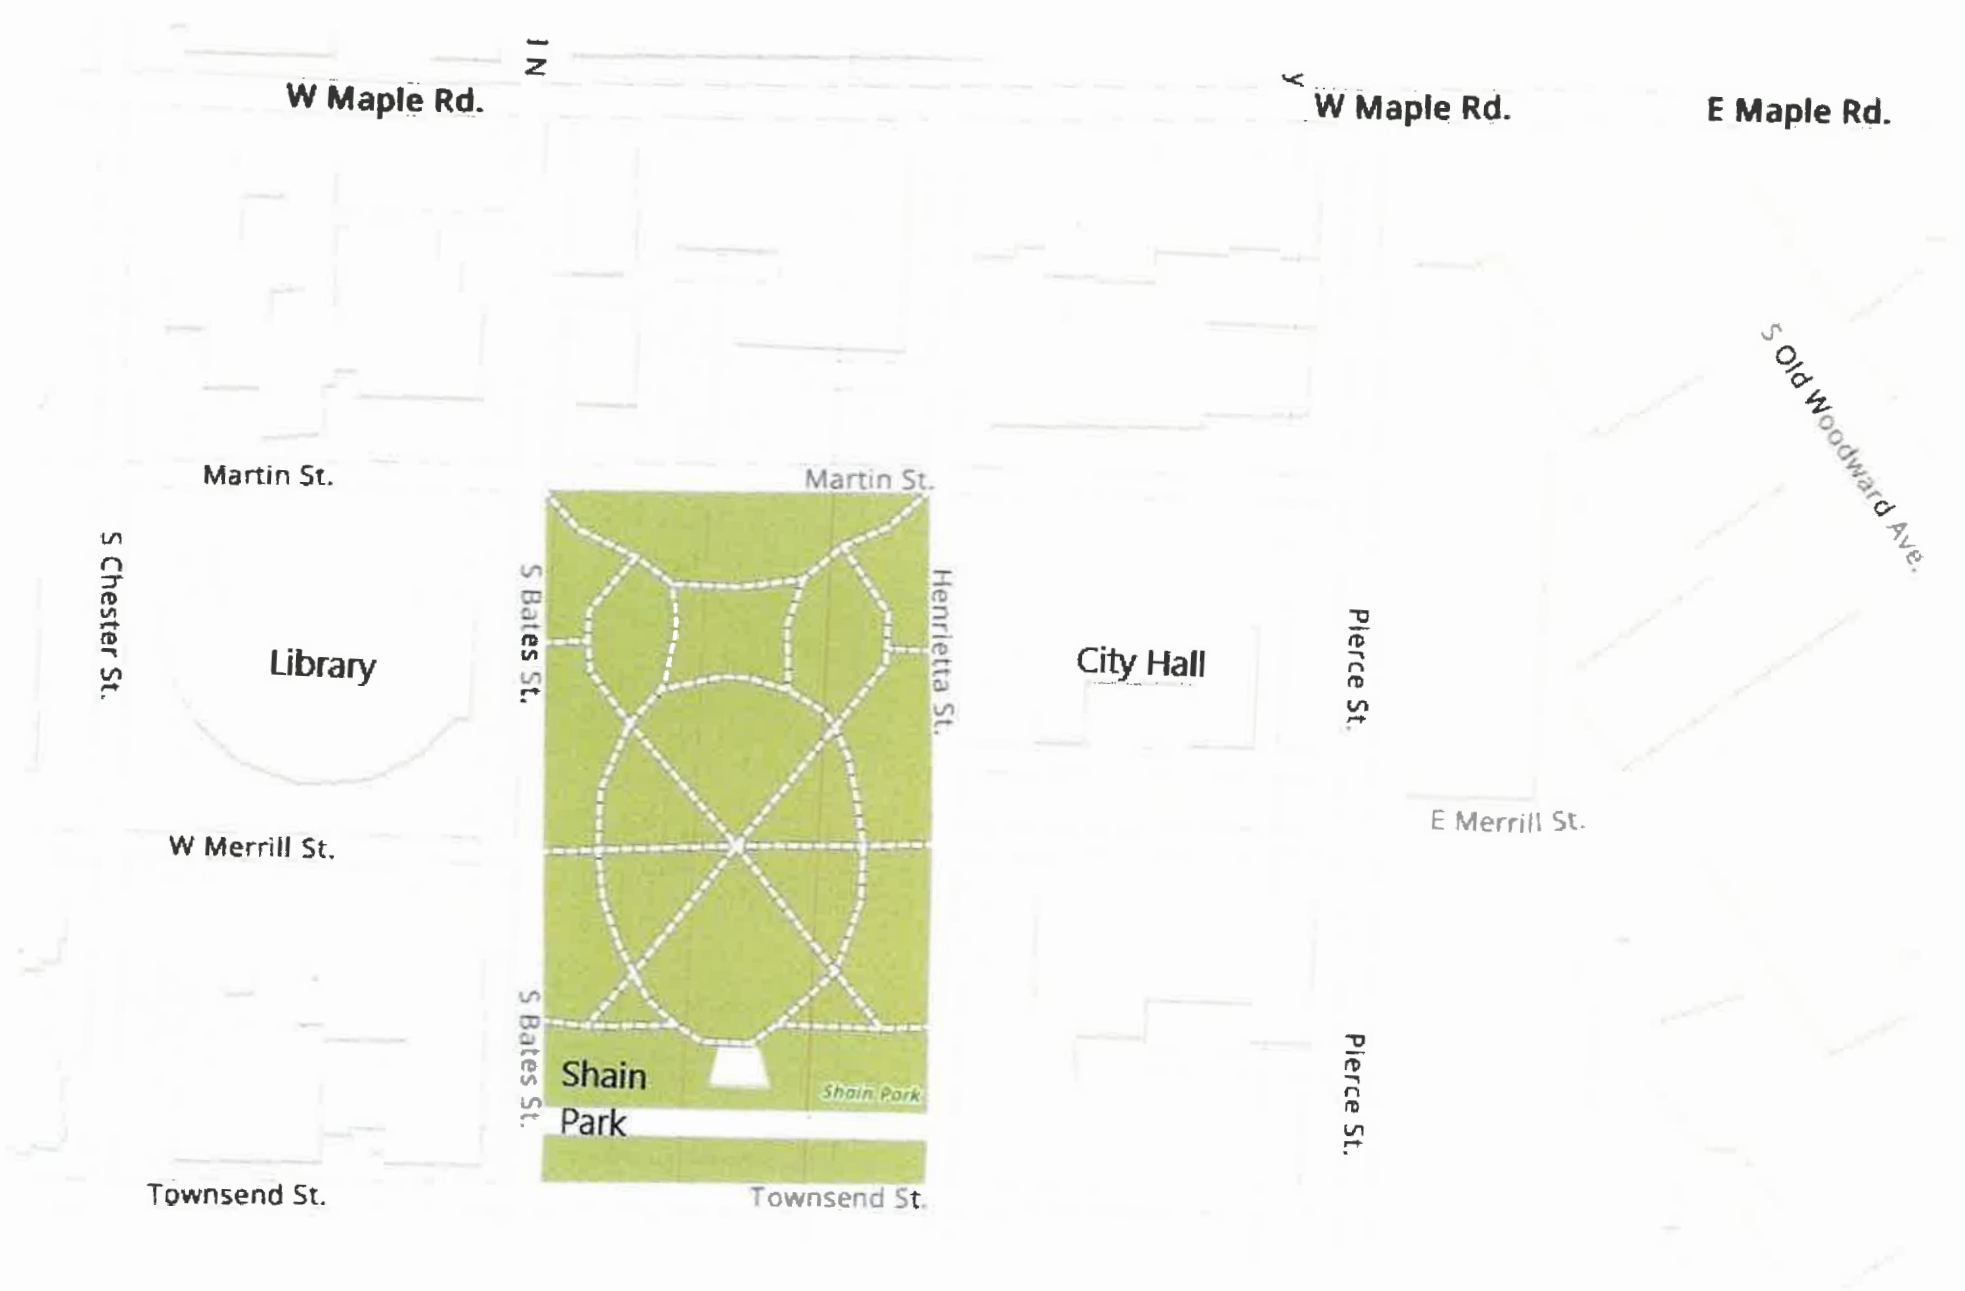 N
W Maple Rd.
y
W Maple Rd.
E Maple Rd.
S Old Woodward Ave.
Martin St.
Martin St.
S Chester St.
S Bates St.
Henrietta St.
Library
City Hall
Pierce St.
E Merrill St.
W Merrill St.
S Bates St.
Shain
Park
Shain Park
Pierce St.
Townsend St.
Townsend St.